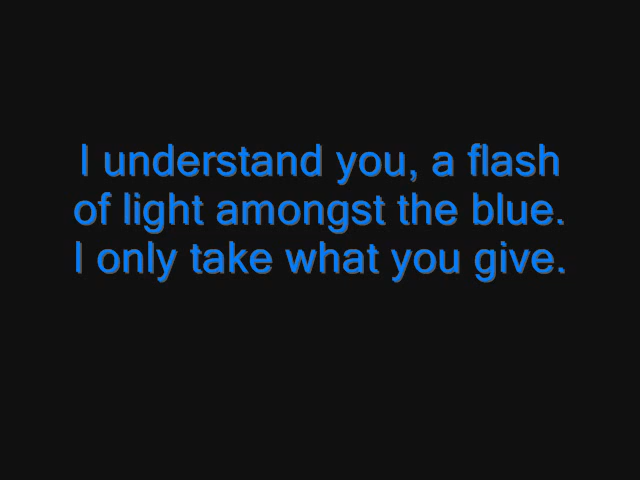 I understand you, a flash
of light amongst the blue.
I only take what you give.